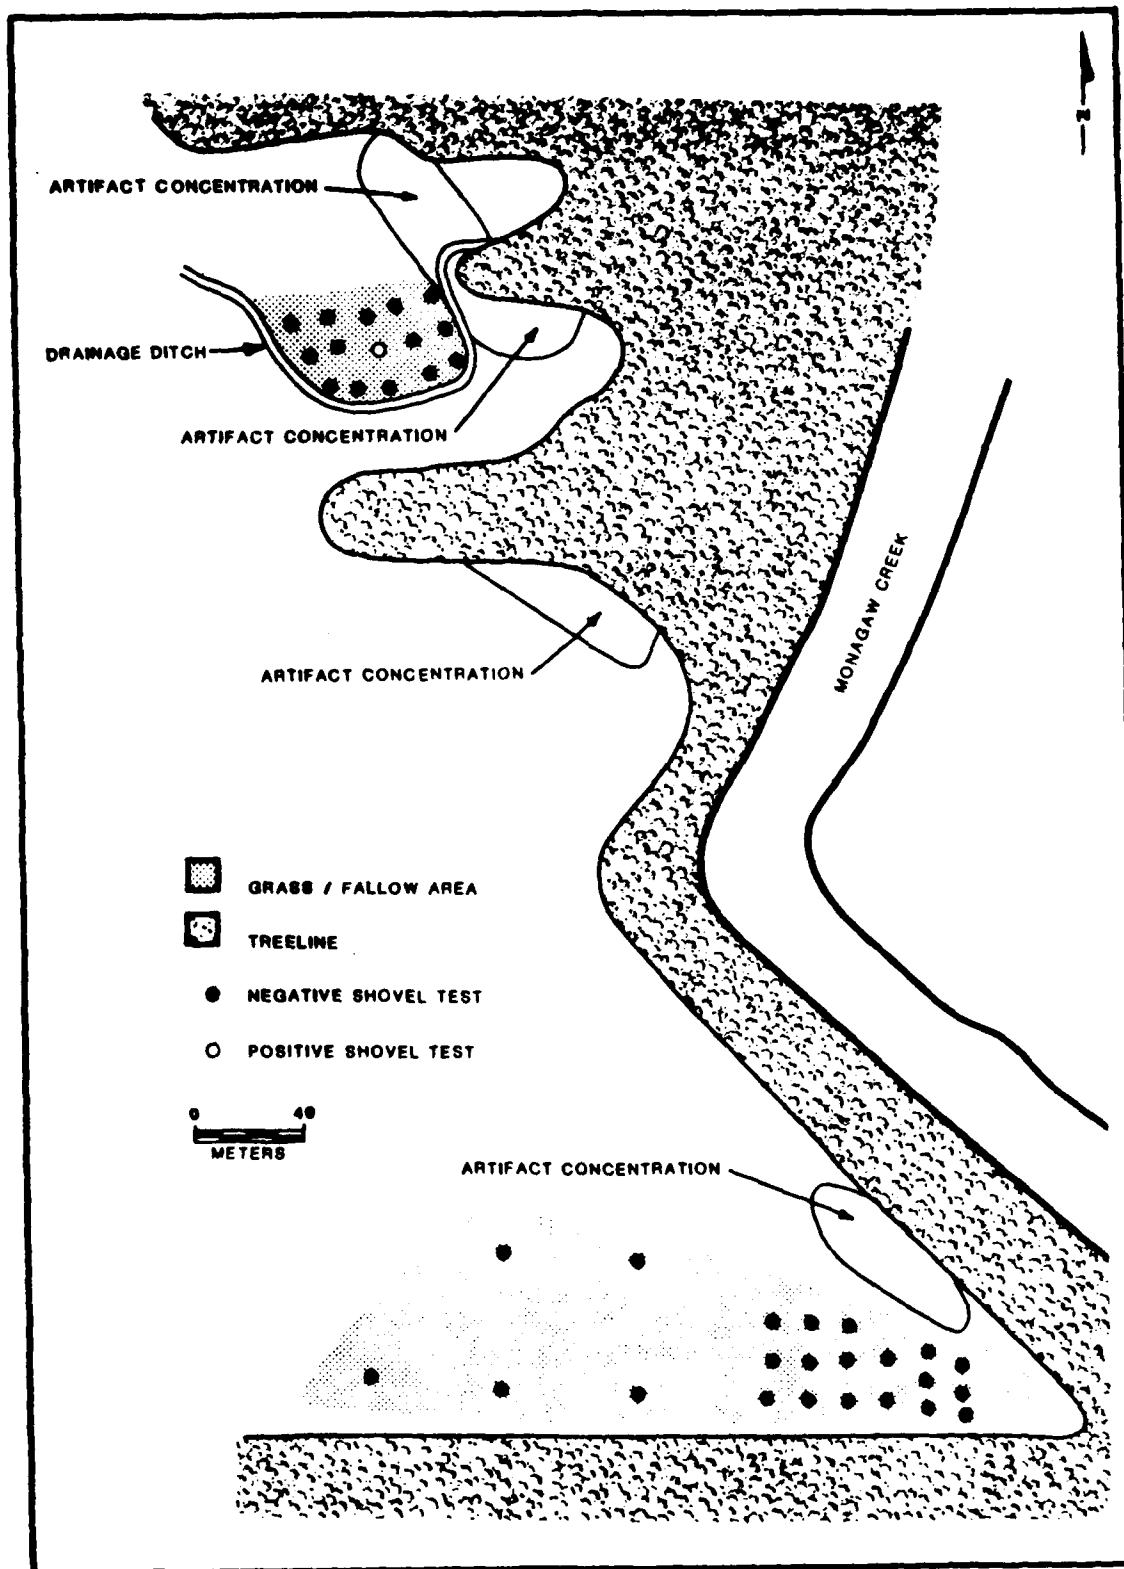 N
ARTIFACT CONCENTRATION
DRAINAGE DITCH
ARTIFACT CONCENTRATION
MONAGAW CREEK
ARTIFACT CONCENTRATION
GRASS / FALLOW AREA
TREELINE
NEGATIVE SHOVEL TEST
POSITIVE SHOVEL TEST
0 40
METERS
ARTIFACT CONCENTRATION